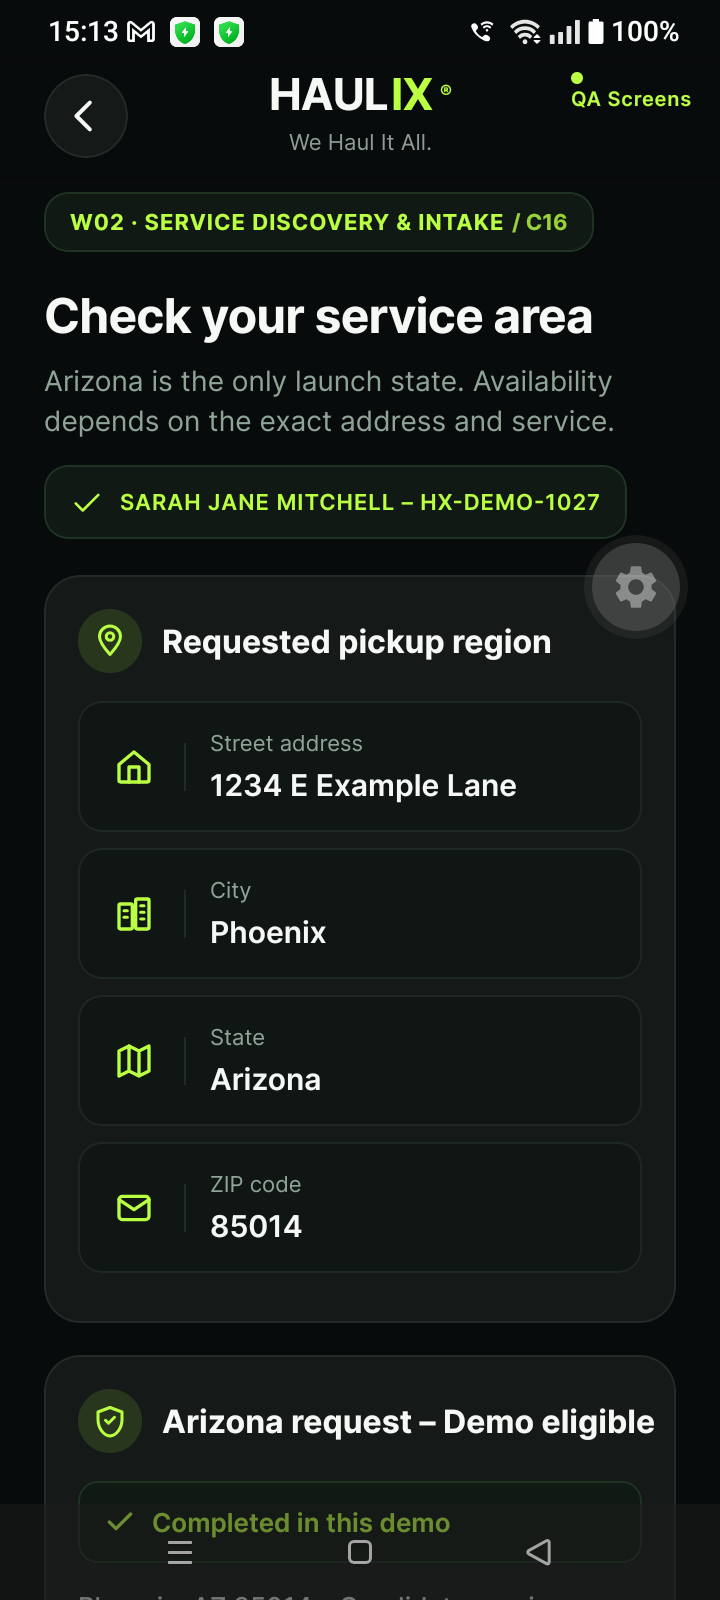 15:13
100%
HAULIX ®
We Haul It All.
QA Screens
W02 · SERVICE DISCOVERY & INTAKE / C16
Check your service area
Arizona is the only launch state. Availability
depends on the exact address and service.
SARAH JANE MITCHELL – HX-DEMO-1027
Requested pickup region
Street address
1234 E Example Lane
City
Phoenix
State
Arizona
ZIP code
85014
Arizona request – Demo eligible
Completed in this demo